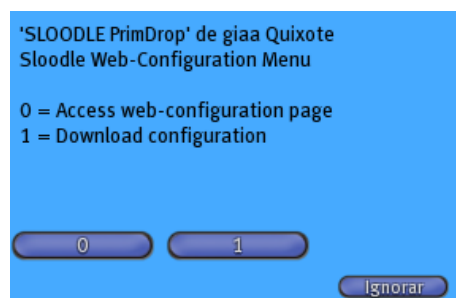 'SLOODLE PrimDrop' de giaa Quixote
Sloodle Web-Configuration Menu
0 = Access web-configuration page
1 = Download configuration
0 1
Ignorar